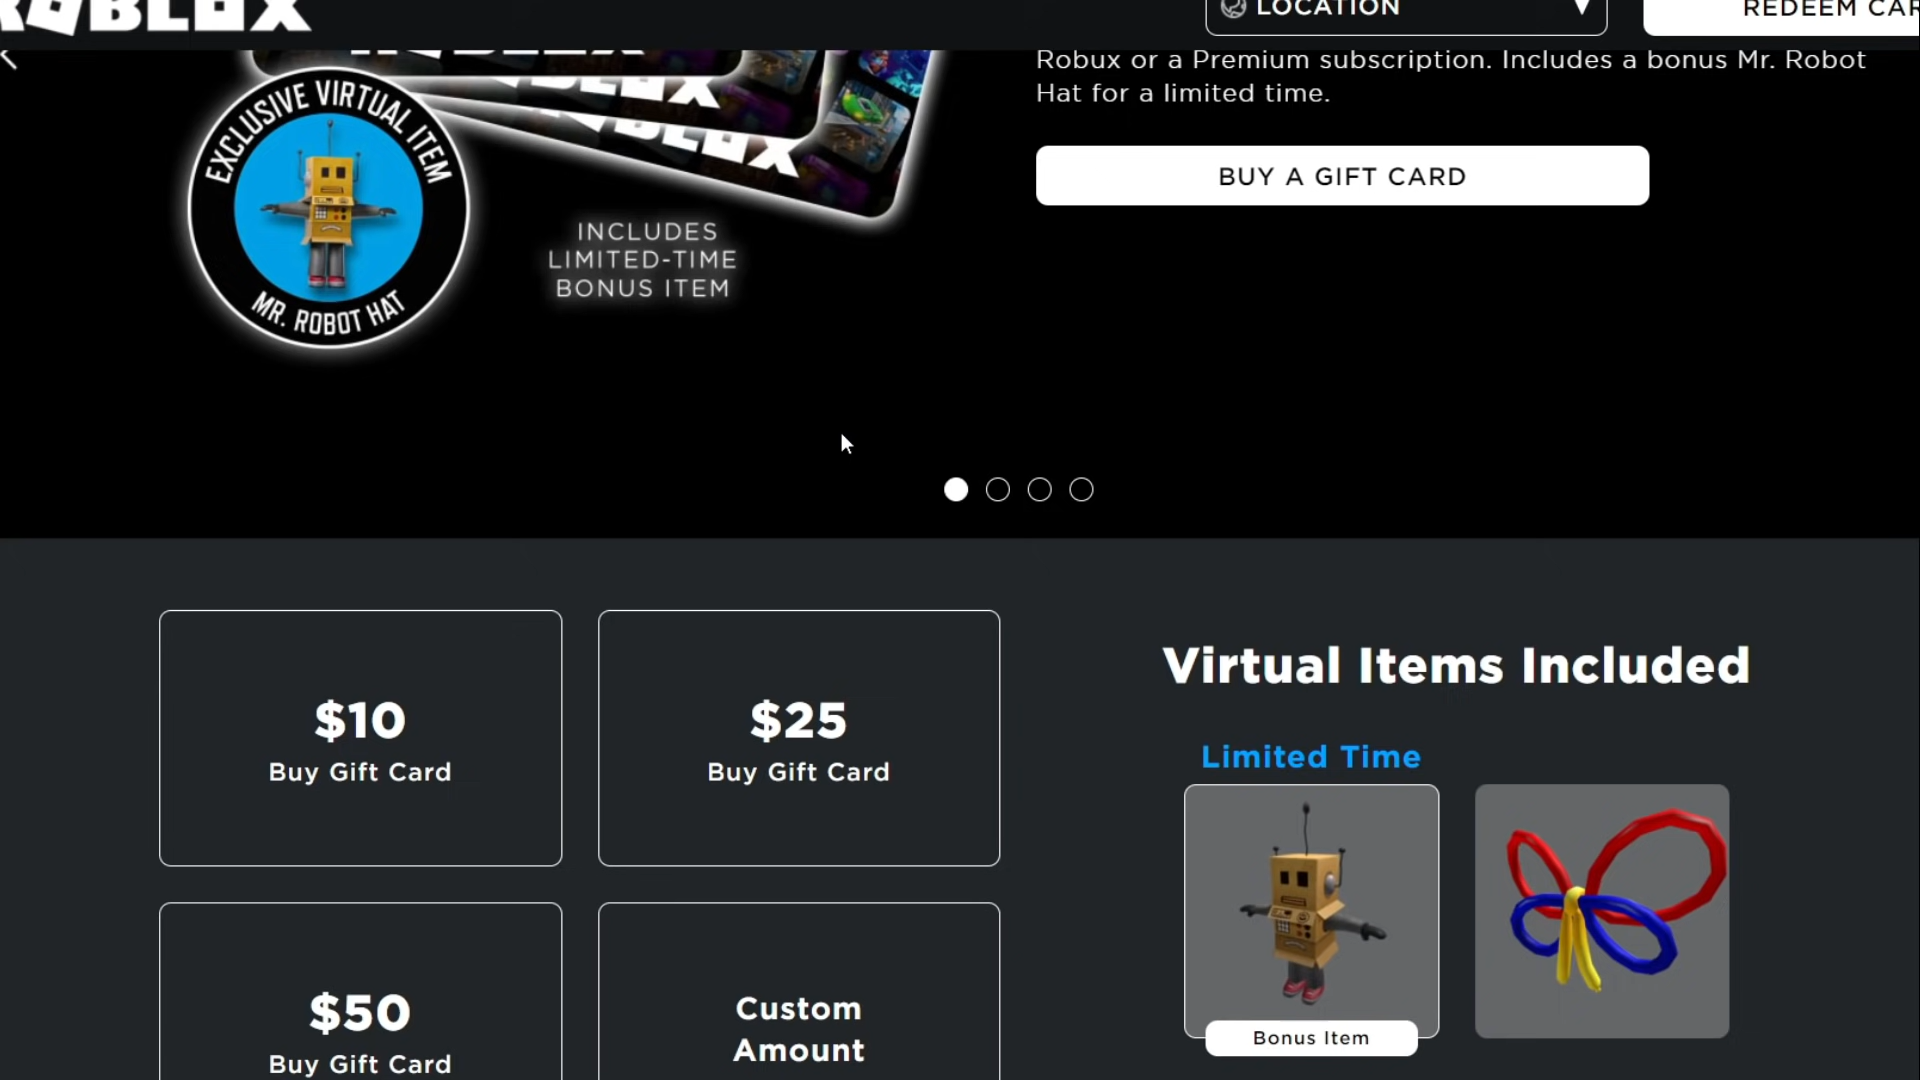 ROBLOX
LOCATION
REDEEM CAR
Robux or a Premium subscription. Includes a bonus Mr. Robot
Hat for a limited time.
BUY A GIFT CARD
EXCLUSIVE VIRTUAL ITEM
MR. ROBOT HAT
INCLUDES
LIMITED-TIME
BONUS ITEM
$10
Buy Gift Card
$25
Buy Gift Card
$50
Buy Gift Card
Custom
Amount
Virtual Items Included
Limited Time
Bonus Item